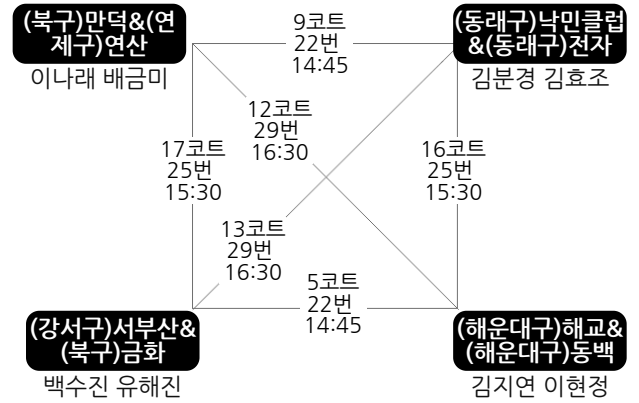 (북구)만덕&(연
제구)연산
이나래 배금미
9코트
22번
14:45
(동래구)낙민클럽
&(동래구)전자
김분경 김효조
12코트
29번
16:30
17코트
25번
15:30
16코트
25번
15:30
13코트
29번
16:30
5코트
22번
14:45
(강서구)서부산&
(북구)금화
백수진 유해진
(해운대구)해교&
(해운대구)동백
김지연 이현정